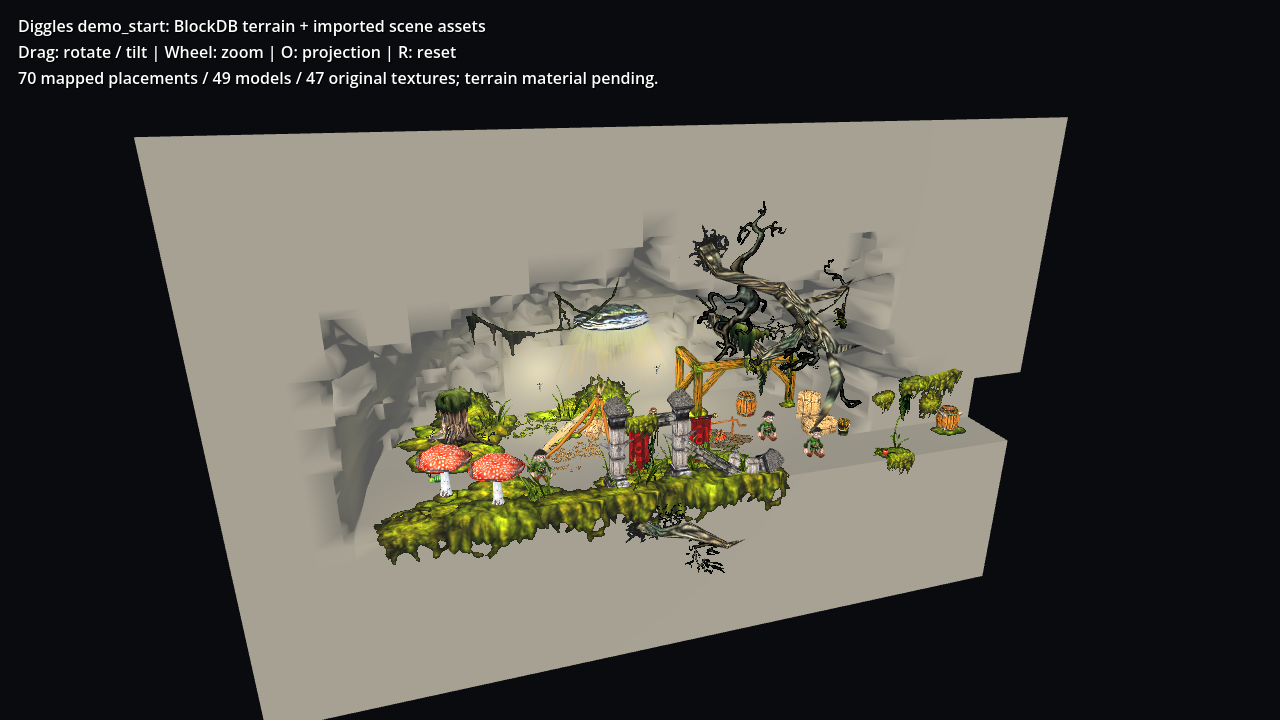 Diggles demo_start: BlockDB terrain + imported scene assets
Drag: rotate / tilt | Wheel: zoom | O: projection | R: reset
70 mapped placements / 49 models / 47 original textures; terrain material pending.